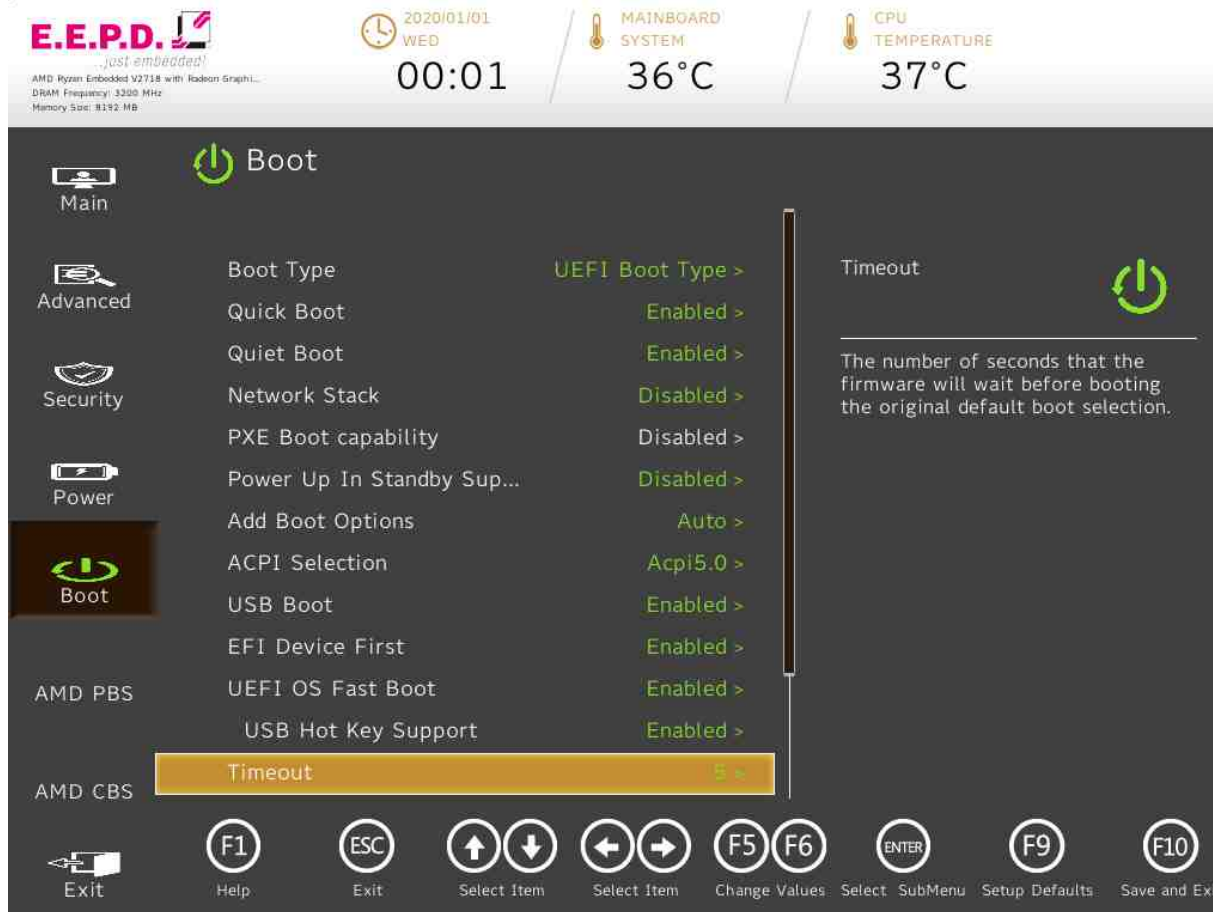 E.E.P.D.
...just embedded!
AMD Ryzen Embedded V2718 with Radeon Graphi...
DRAM Frequency: 3200 MHz
Memory Size: 8192 MB
2020/01/01
WED
00:01
MAINBOARD
SYSTEM
36°C
CPU
TEMPERATURE
37°C
Main
Advanced
Security
Power
Boot
AMD PBS
AMD CBS
Exit
Boot
Boot Type UEFI Boot Type >
Quick Boot Enabled >
Quiet Boot Enabled >
Network Stack Disabled >
PXE Boot capability Disabled >
Power Up In Standby Sup... Disabled >
Add Boot Options Auto >
ACPI Selection Acpi5.0 >
USB Boot Enabled >
EFI Device First Enabled >
UEFI OS Fast Boot Enabled >
USB Hot Key Support Enabled >
Timeout 5 >
Timeout
The number of seconds that the
firmware will wait before booting
the original default boot selection.
F1 ESC F5 F6 ENTER F9 F10
Help Exit Select Item Select Item Change Values Select SubMenu Setup Defaults Save and Ex